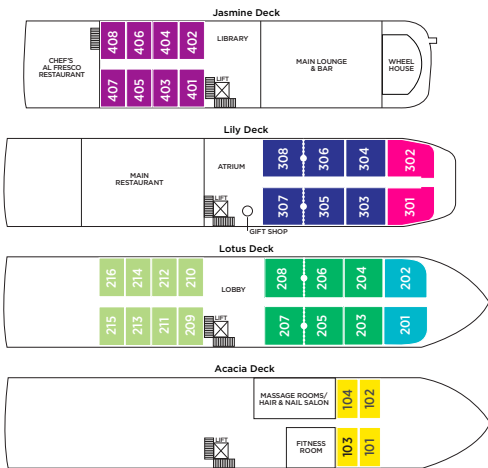 Jasmine Deck
408 406 404 402
LIBRARY
CHEF'S
AL FRESCO
RESTAURANT
MAIN LOUNGE
& BAR
WHEEL
HOUSE
LIFT
407 405 403 401
Lily Deck
308 306 304 302
MAIN
RESTAURANT
ATRIUM
LIFT
307 305 303 301
GIFT SHOP
Lotus Deck
216 214 212 210
LOBBY
208 206 204 202
215 213 211 209
LIFT
207 205 203 201
Acacia Deck
MASSAGE ROOMS/
HAIR & NAIL SALON
104 102
LIFT
FITNESS
ROOM
103 101